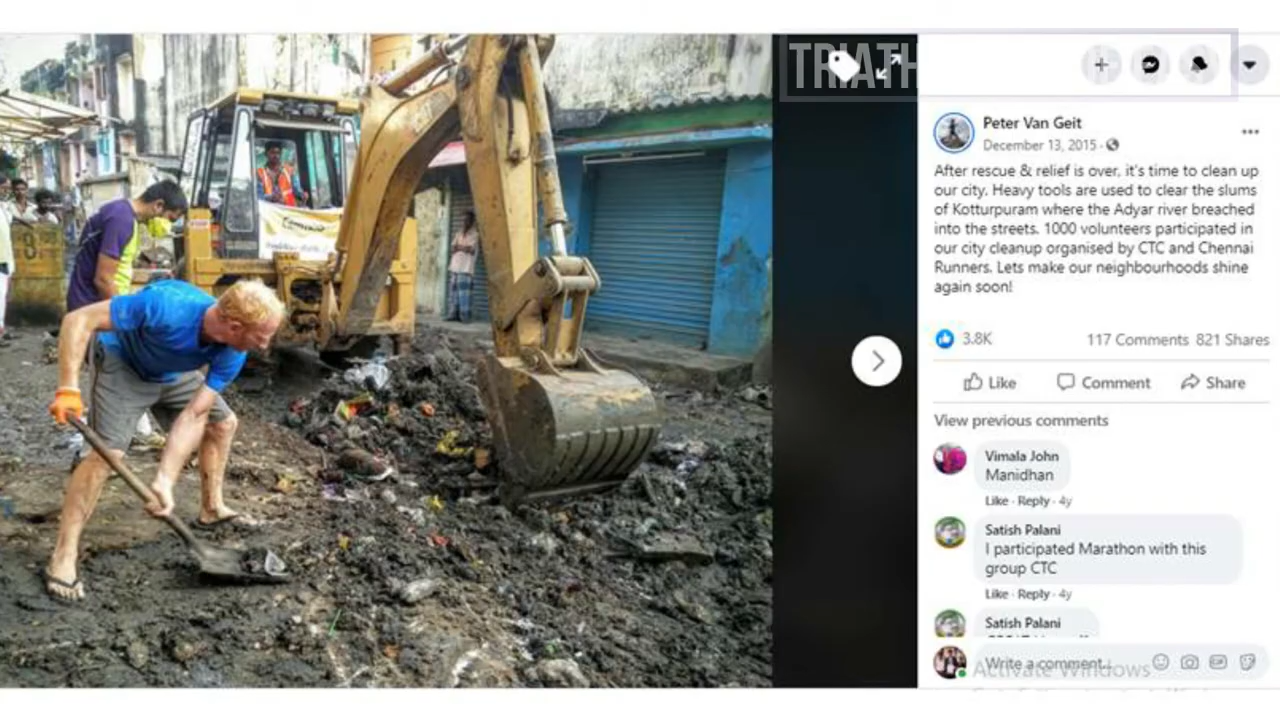 TRIATH
Peter Van Geit
December 13, 2015 ·
After rescue & relief is over, it's time to clean up
our city. Heavy tools are used to clear the slums
of Kotturpuram where the Adyar river breached
into the streets. 1000 volunteers participated in
our city cleanup organised by CTC and Chennai
Runners. Lets make our neighbourhoods shine
again soon!
3.8K 117 Comments 821 Shares
Like Comment Share
View previous comments
Vimala John
Manidhan
Like · Reply · 4y
Satish Palani
I participated Marathon with this
group CTC
Like · Reply · 4y
Satish Palani
Write a comment...
Activate Windows